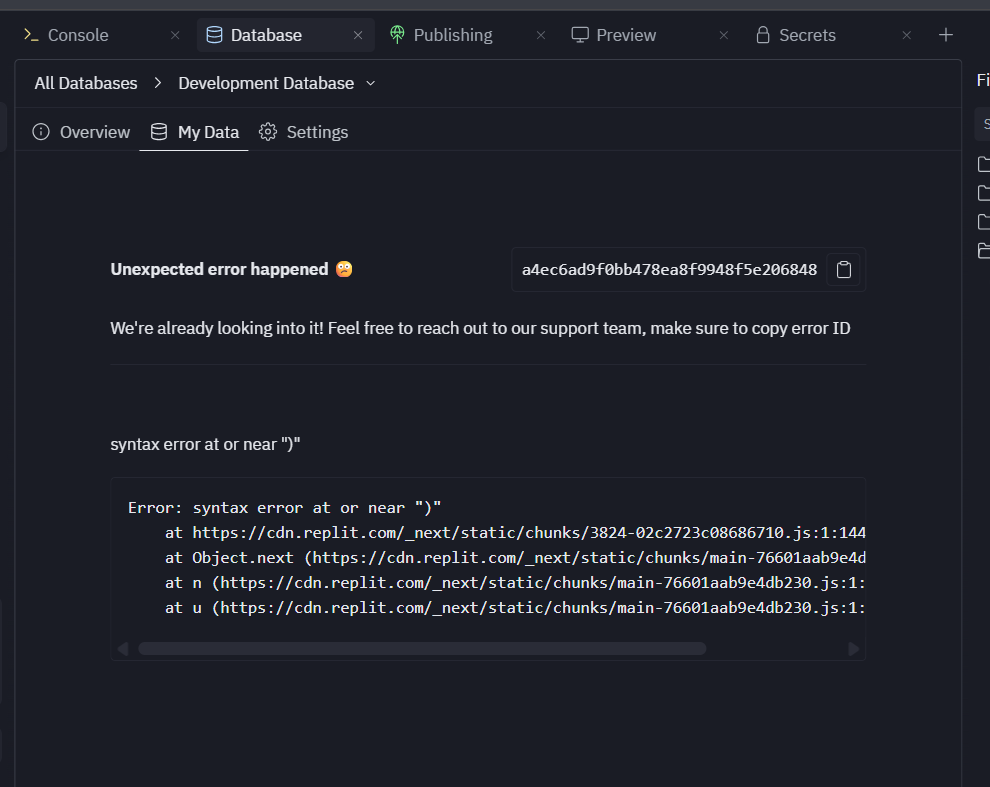 Console
Database
Publishing
Preview
Secrets
All Databases > Development Database
Fi
Overview
My Data
Settings
S
Unexpected error happened 🫤
a4ec6ad9f0bb478ea8f9948f5e206848
We're already looking into it! Feel free to reach out to our support team, make sure to copy error ID
syntax error at or near ")"
Error: syntax error at or near ")"
at https://cdn.replit.com/_next/static/chunks/3824-02c2723c08686710.js:1:144
at Object.next (https://cdn.replit.com/_next/static/chunks/main-76601aab9e4d
at n (https://cdn.replit.com/_next/static/chunks/main-76601aab9e4db230.js:1:
at u (https://cdn.replit.com/_next/static/chunks/main-76601aab9e4db230.js:1: